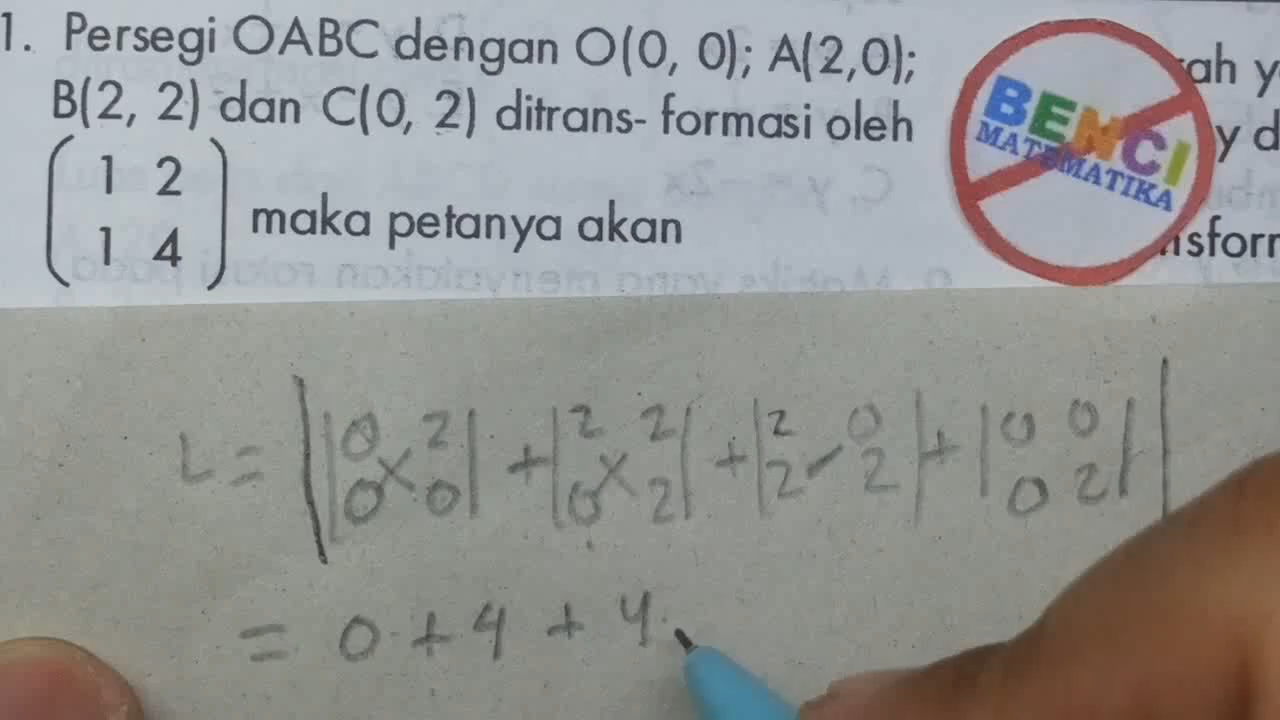 1. Persegi OABC dengan O(0, 0); A(2,0);
B(2, 2) dan C(0, 2) ditrans- formasi oleh
(1 2
1 4) maka petanya akan
BENCI
MATEMATIKA
L = ||0 2| + |2 2| + |2 0| + |0 0||
|0 0| |0 2| |2 2| |0 2|
= 0 + 4 + 4